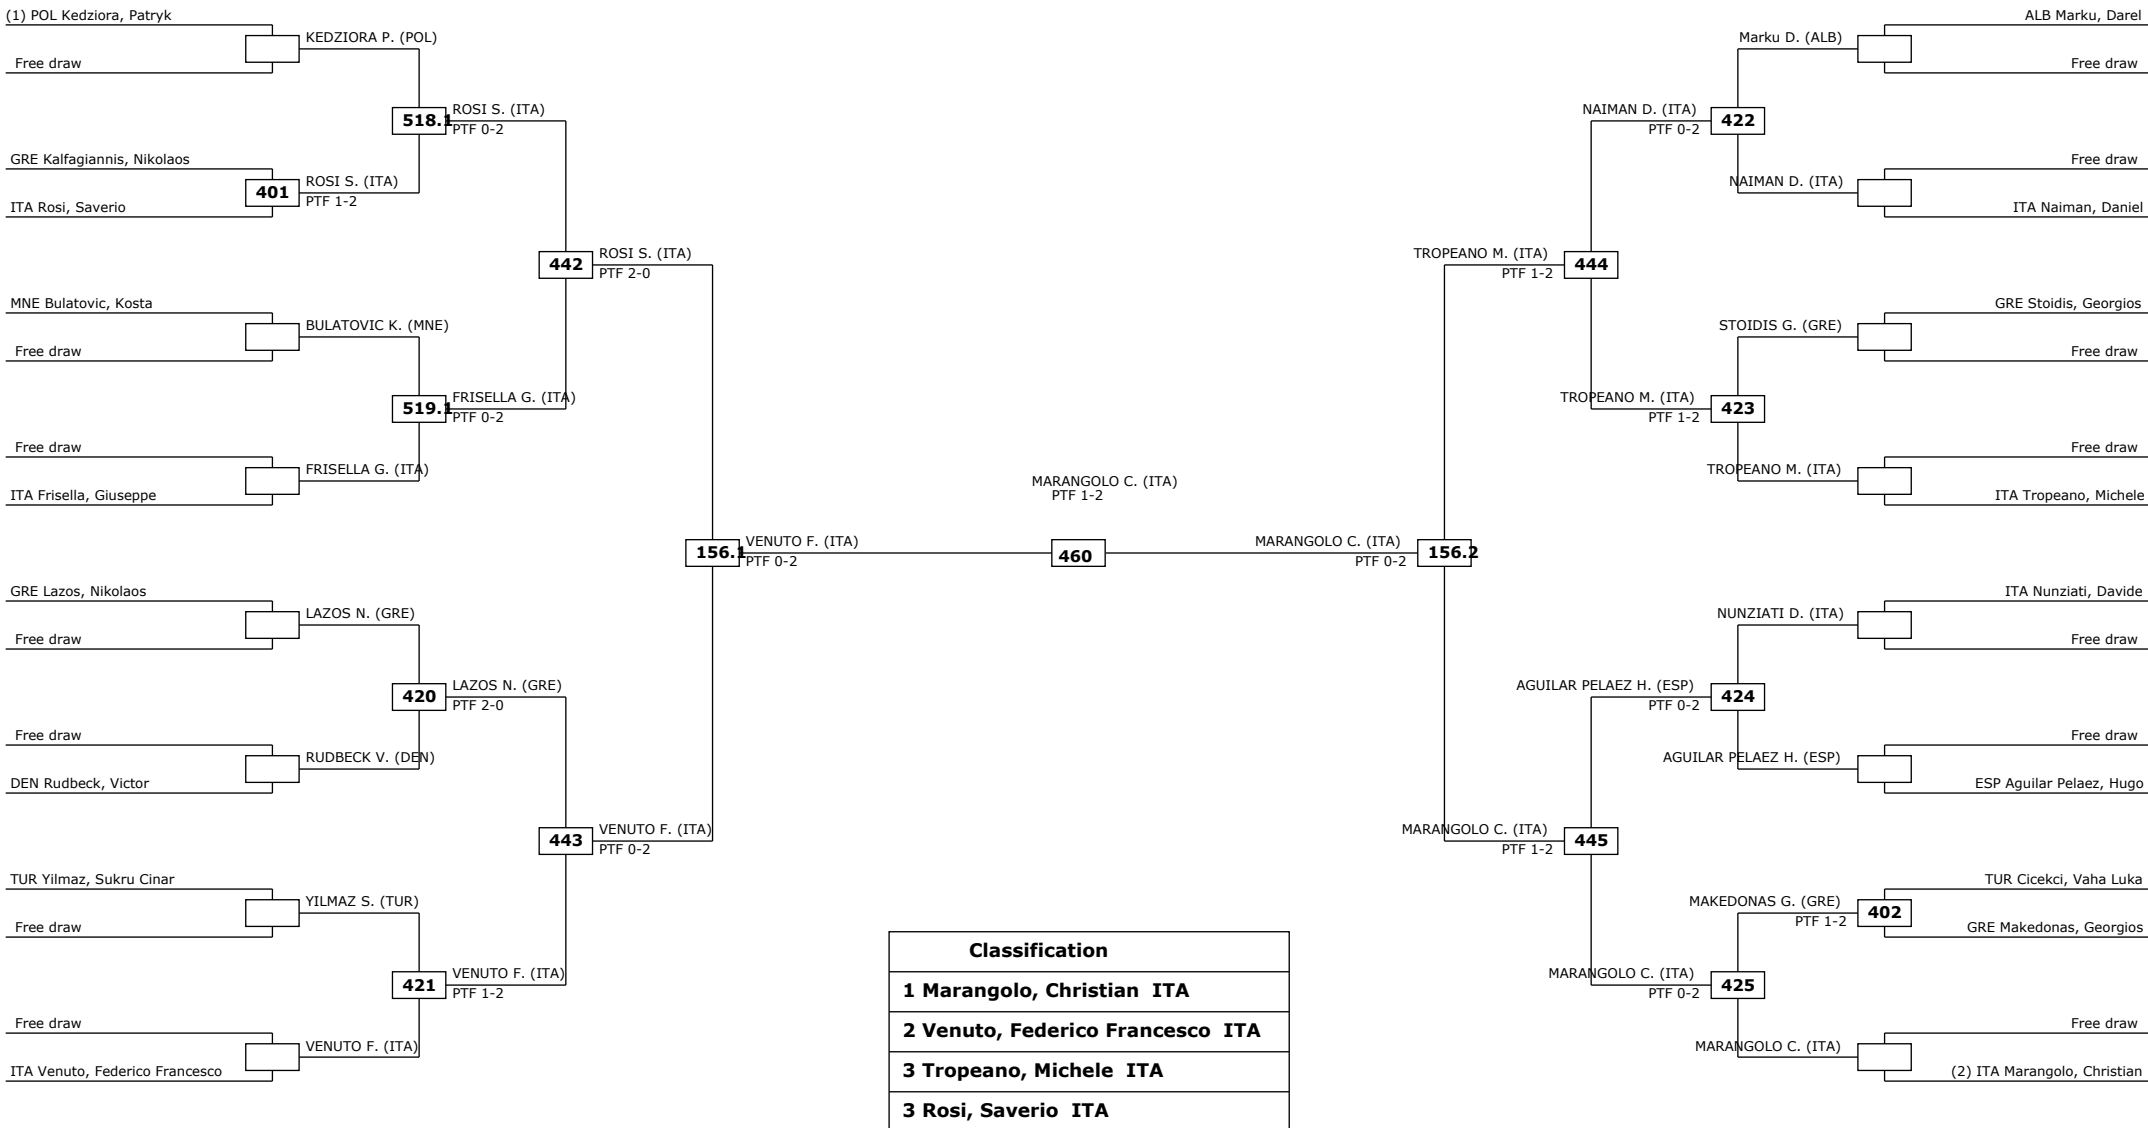 (1) POL Kedziora, Patryk
KEDZIORA P. (POL)
Free draw
518.1
ROSI S. (ITA)
PTF 0-2
GRE Kalfagiannis, Nikolaos
401
ROSI S. (ITA)
PTF 1-2
ITA Rosi, Saverio
442
ROSI S. (ITA)
PTF 2-0
MNE Bulatovic, Kosta
BULATOVIC K. (MNE)
Free draw
519.1
FRISELLA G. (ITA)
PTF 0-2
Free draw
FRISELLA G. (ITA)
ITA Frisella, Giuseppe
156.1
VENUTO F. (ITA)
PTF 0-2
GRE Lazos, Nikolaos
LAZOS N. (GRE)
Free draw
420
LAZOS N. (GRE)
PTF 2-0
Free draw
RUDBECK V. (DEN)
DEN Rudbeck, Victor
443
VENUTO F. (ITA)
PTF 0-2
TUR Yilmaz, Sukru Cinar
YILMAZ S. (TUR)
Free draw
421
VENUTO F. (ITA)
PTF 1-2
Free draw
VENUTO F. (ITA)
ITA Venuto, Federico Francesco
MARANGOLO C. (ITA)
PTF 1-2
460
ALB Marku, Darel
Marku D. (ALB)
Free draw
NAIMAN D. (ITA)
PTF 0-2
422
Free draw
NAIMAN D. (ITA)
ITA Naiman, Daniel
TROPEANO M. (ITA)
PTF 1-2
444
GRE Stoidis, Georgios
STOIDIS G. (GRE)
Free draw
TROPEANO M. (ITA)
PTF 1-2
423
Free draw
TROPEANO M. (ITA)
ITA Tropeano, Michele
MARANGOLO C. (ITA)
PTF 0-2
156.2
ITA Nunziati, Davide
NUNZIATI D. (ITA)
Free draw
AGUILAR PELAEZ H. (ESP)
PTF 0-2
424
Free draw
AGUILAR PELAEZ H. (ESP)
ESP Aguilar Pelaez, Hugo
MARANGOLO C. (ITA)
PTF 1-2
445
TUR Cicekci, Vaha Luka
MAKEDONAS G. (GRE)
PTF 1-2
402
GRE Makedonas, Georgios
MARANGOLO C. (ITA)
PTF 0-2
425
Free draw
MARANGOLO C. (ITA)
(2) ITA Marangolo, Christian
Classification
1 Marangolo, Christian ITA
2 Venuto, Federico Francesco ITA
3 Tropeano, Michele ITA
3 Rosi, Saverio ITA